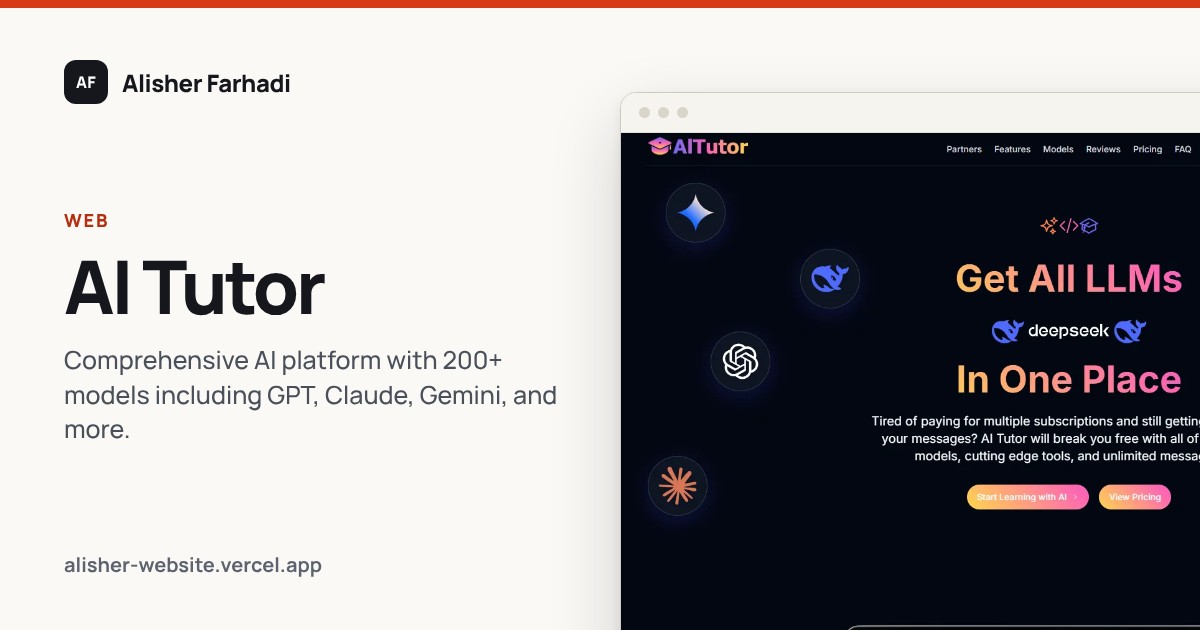 AF
Alisher Farhadi
WEB
AI Tutor
Comprehensive AI platform with 200+
models including GPT, Claude, Gemini, and
more.
alisher-website.vercel.app
AITutor
Partners Features Models Reviews Pricing FAQ
Get All LLMs
deepseek
In One Place
Tired of paying for multiple subscriptions and still getting
your messages? AI Tutor will break you free with all of
models, cutting edge tools, and unlimited
Start Learning with AI
View Pricing